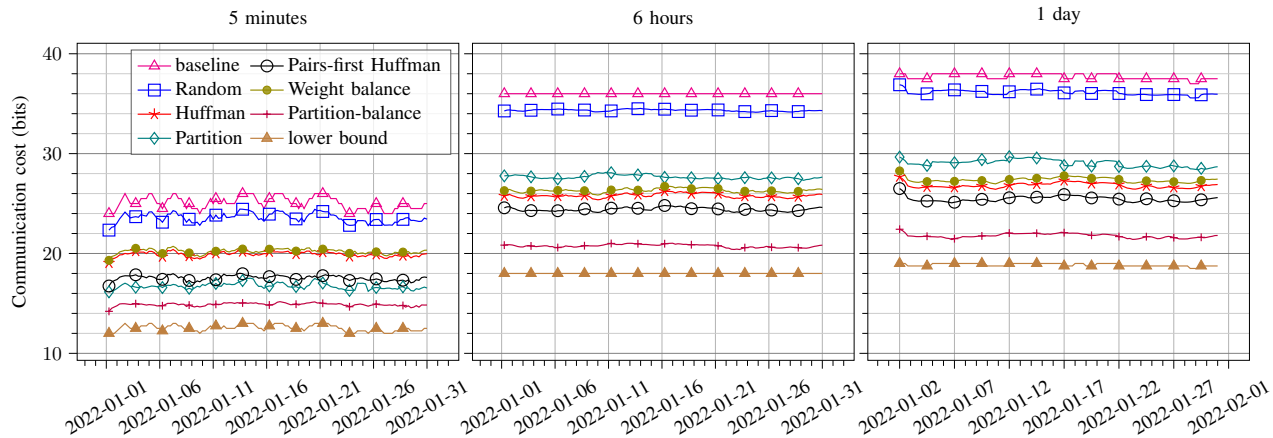 5 minutes
6 hours
1 day
Communication cost (bits)
40
30
20
10
baseline
Pairs-first Huffman
Random
Weight balance
Huffman
Partition-balance
Partition
lower bound
2022-01-01
2022-01-06
2022-01-11
2022-01-16
2022-01-21
2022-01-26
2022-01-31
2022-01-01
2022-01-06
2022-01-11
2022-01-16
2022-01-21
2022-01-26
2022-01-31
2022-01-02
2022-01-07
2022-01-12
2022-01-17
2022-01-22
2022-01-27
2022-02-01